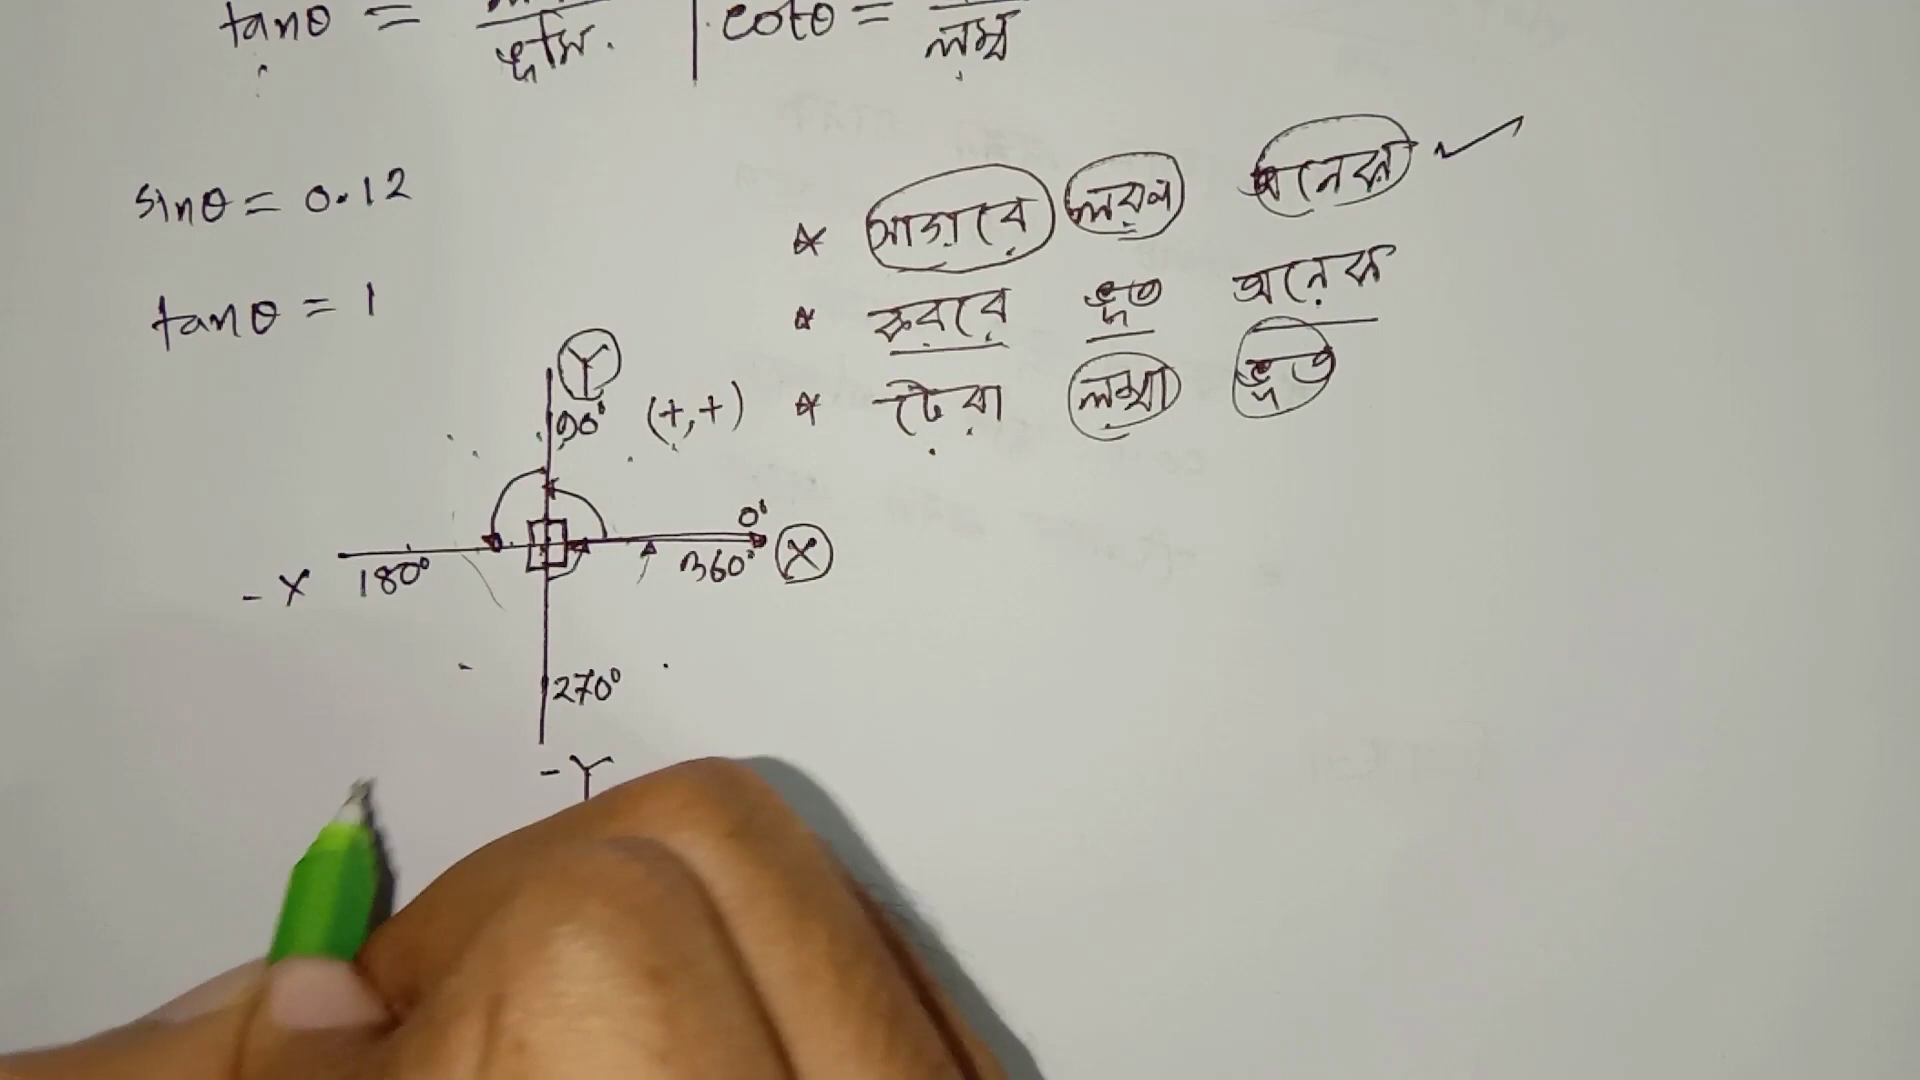 tanθ = ভূমি. | cotθ = লম্ব
sinθ = 0.12
* সাগরে লবণ অনেক ✓
tanθ = 1
* কবরে ভূত অনেক
Y
90° (+,+)
* টেরা লম্বা ভূত
0°
- X 180° 360° X
270°
-Y